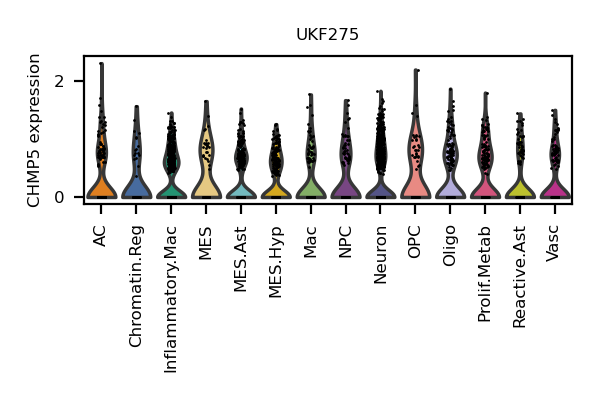 UKF275
CHMP5 expression
2
0
AC
Chromatin.Reg
Inflammatory.Mac
MES
MES.Ast
MES.Hyp
Mac
NPC
Neuron
OPC
Oligo
Prolif.Metab
Reactive.Ast
Vasc